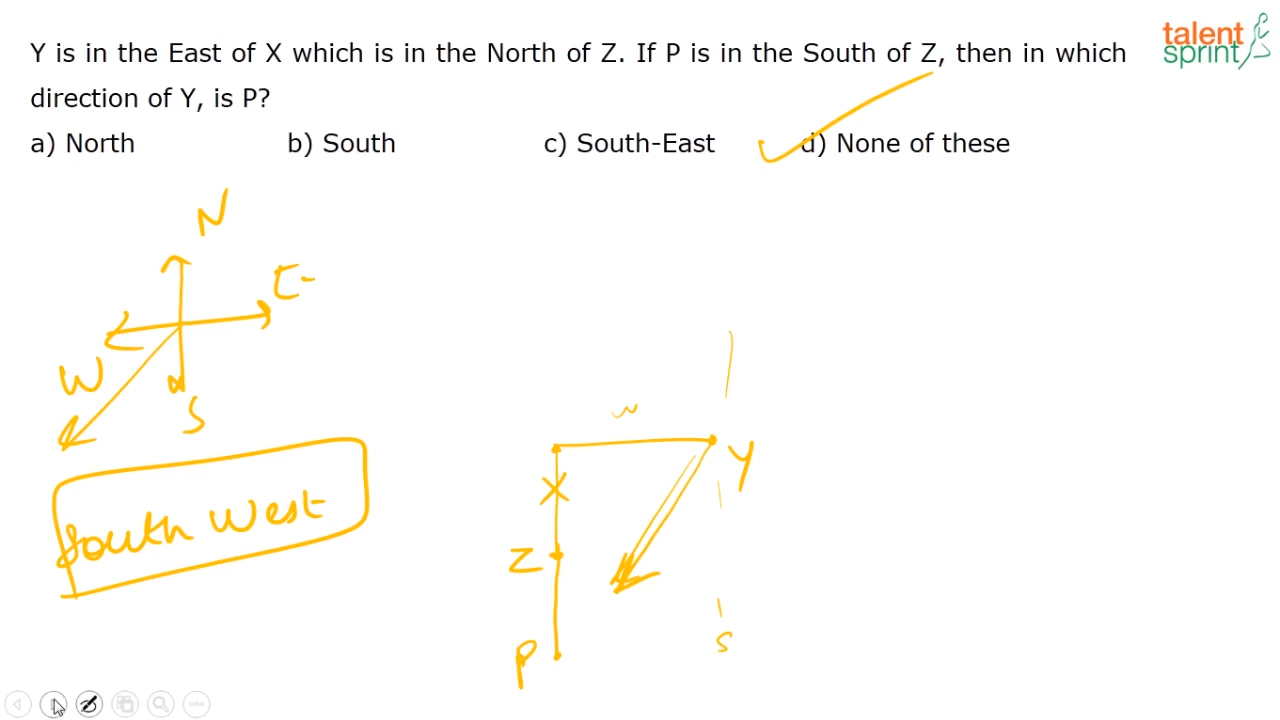 talent
sprint
Y is in the East of X which is in the North of Z. If P is in the South of Z, then in which
direction of Y, is P?
a) North b) South c) South-East d) None of these
N
E
W
S
South West
w
Y
X
Z
P
S